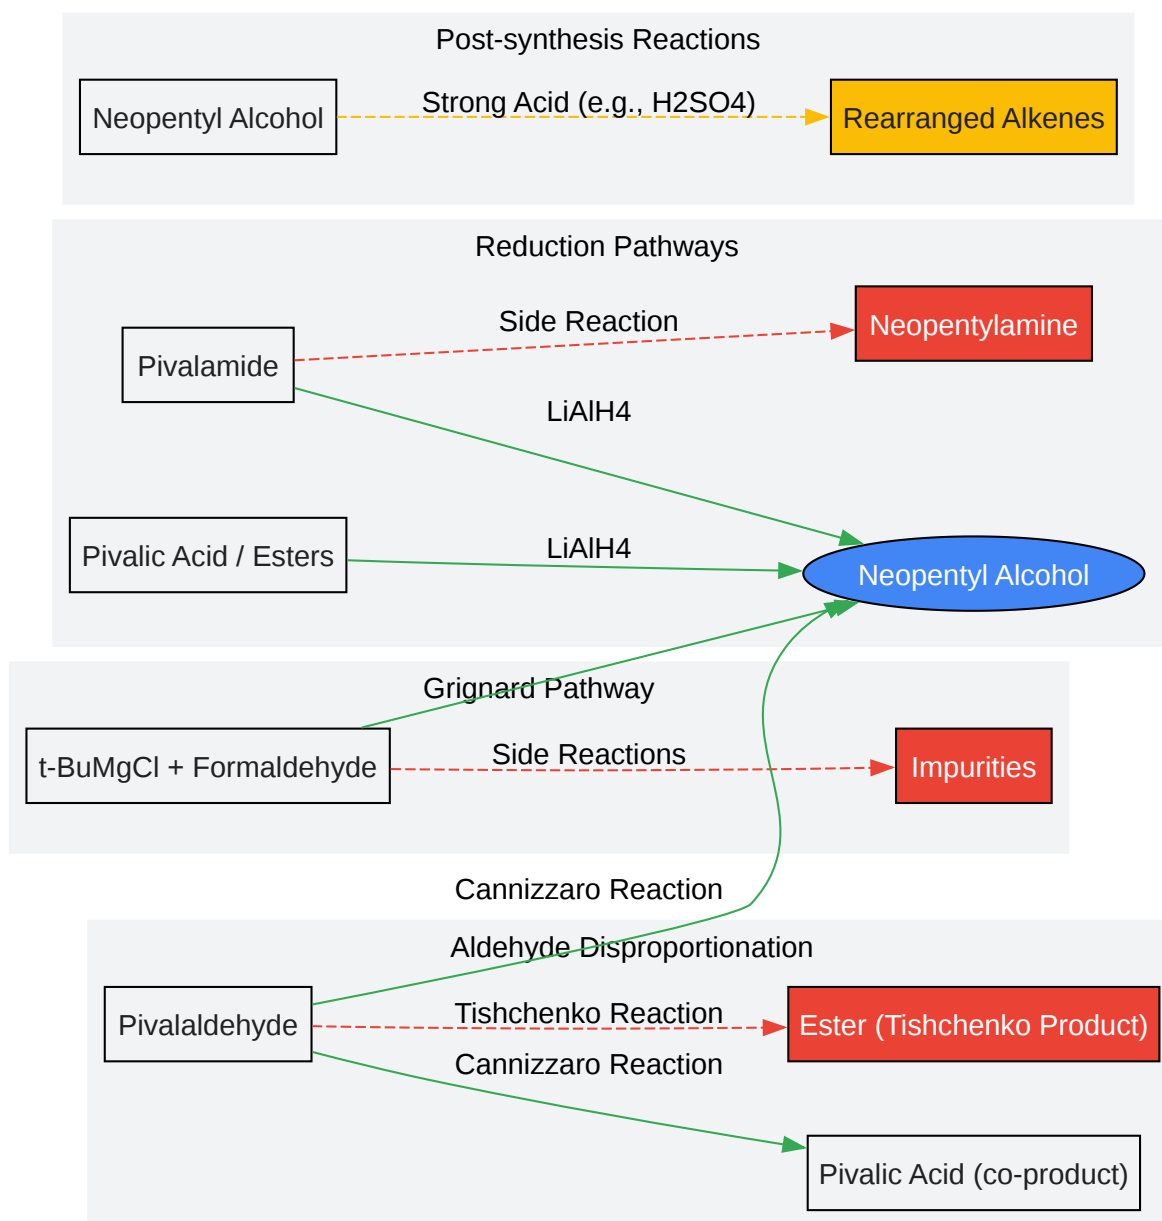 Post-synthesis Reactions
Neopentyl Alcohol
Strong Acid (e.g., H2SO4)
Rearranged Alkenes
Reduction Pathways
Pivalamide
Side Reaction
Neopentylamine
LiAlH4
Pivalic Acid / Esters
LiAlH4
Neopentyl Alcohol
Grignard Pathway
t-BuMgCl + Formaldehyde
Side Reactions
Impurities
Cannizzaro Reaction
Aldehyde Disproportionation
Pivalaldehyde
Tishchenko Reaction
Ester (Tishchenko Product)
Cannizzaro Reaction
Pivalic Acid (co-product)